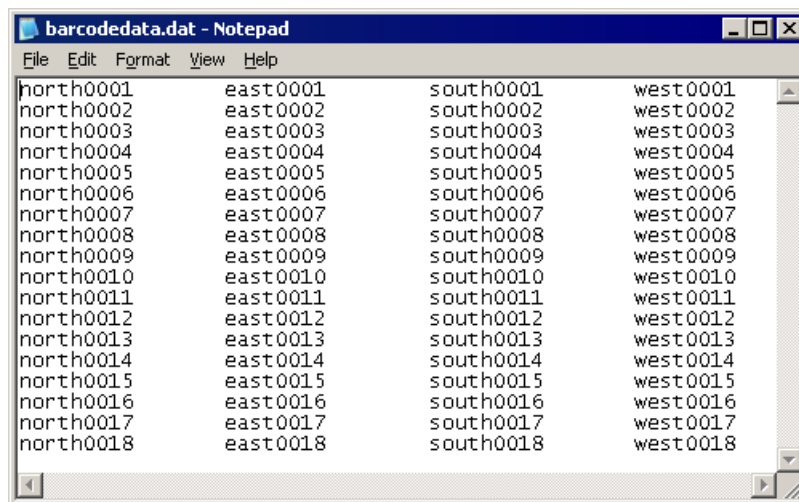 barcodedata.dat - Notepad
File Edit Format View Help
north0001 east0001 south0001 west0001
north0002 east0002 south0002 west0002
north0003 east0003 south0003 west0003
north0004 east0004 south0004 west0004
north0005 east0005 south0005 west0005
north0006 east0006 south0006 west0006
north0007 east0007 south0007 west0007
north0008 east0008 south0008 west0008
north0009 east0009 south0009 west0009
north0010 east0010 south0010 west0010
north0011 east0011 south0011 west0011
north0012 east0012 south0012 west0012
north0013 east0013 south0013 west0013
north0014 east0014 south0014 west0014
north0015 east0015 south0015 west0015
north0016 east0016 south0016 west0016
north0017 east0017 south0017 west0017
north0018 east0018 south0018 west0018